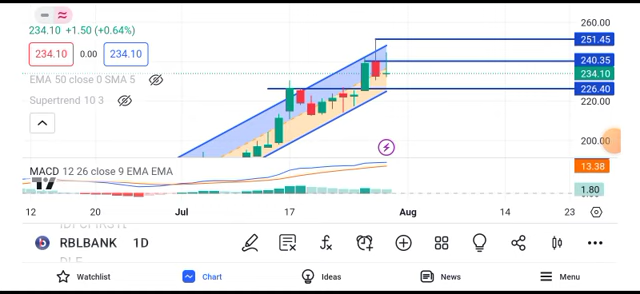 260.00
234.10 +1.50 (+0.64%)
251.45
234.10 0.00 234.10
240.35
234.10
EMA 50 close 0 SMA 5
226.40
Supertrend 10 3
220.00
200.00
MACD 12 26 close 9 EMA EMA
13.38
1.80
12 20 Jul 17 Aug 14 23
RBLBANK 1D
Watchlist Chart Ideas News Menu